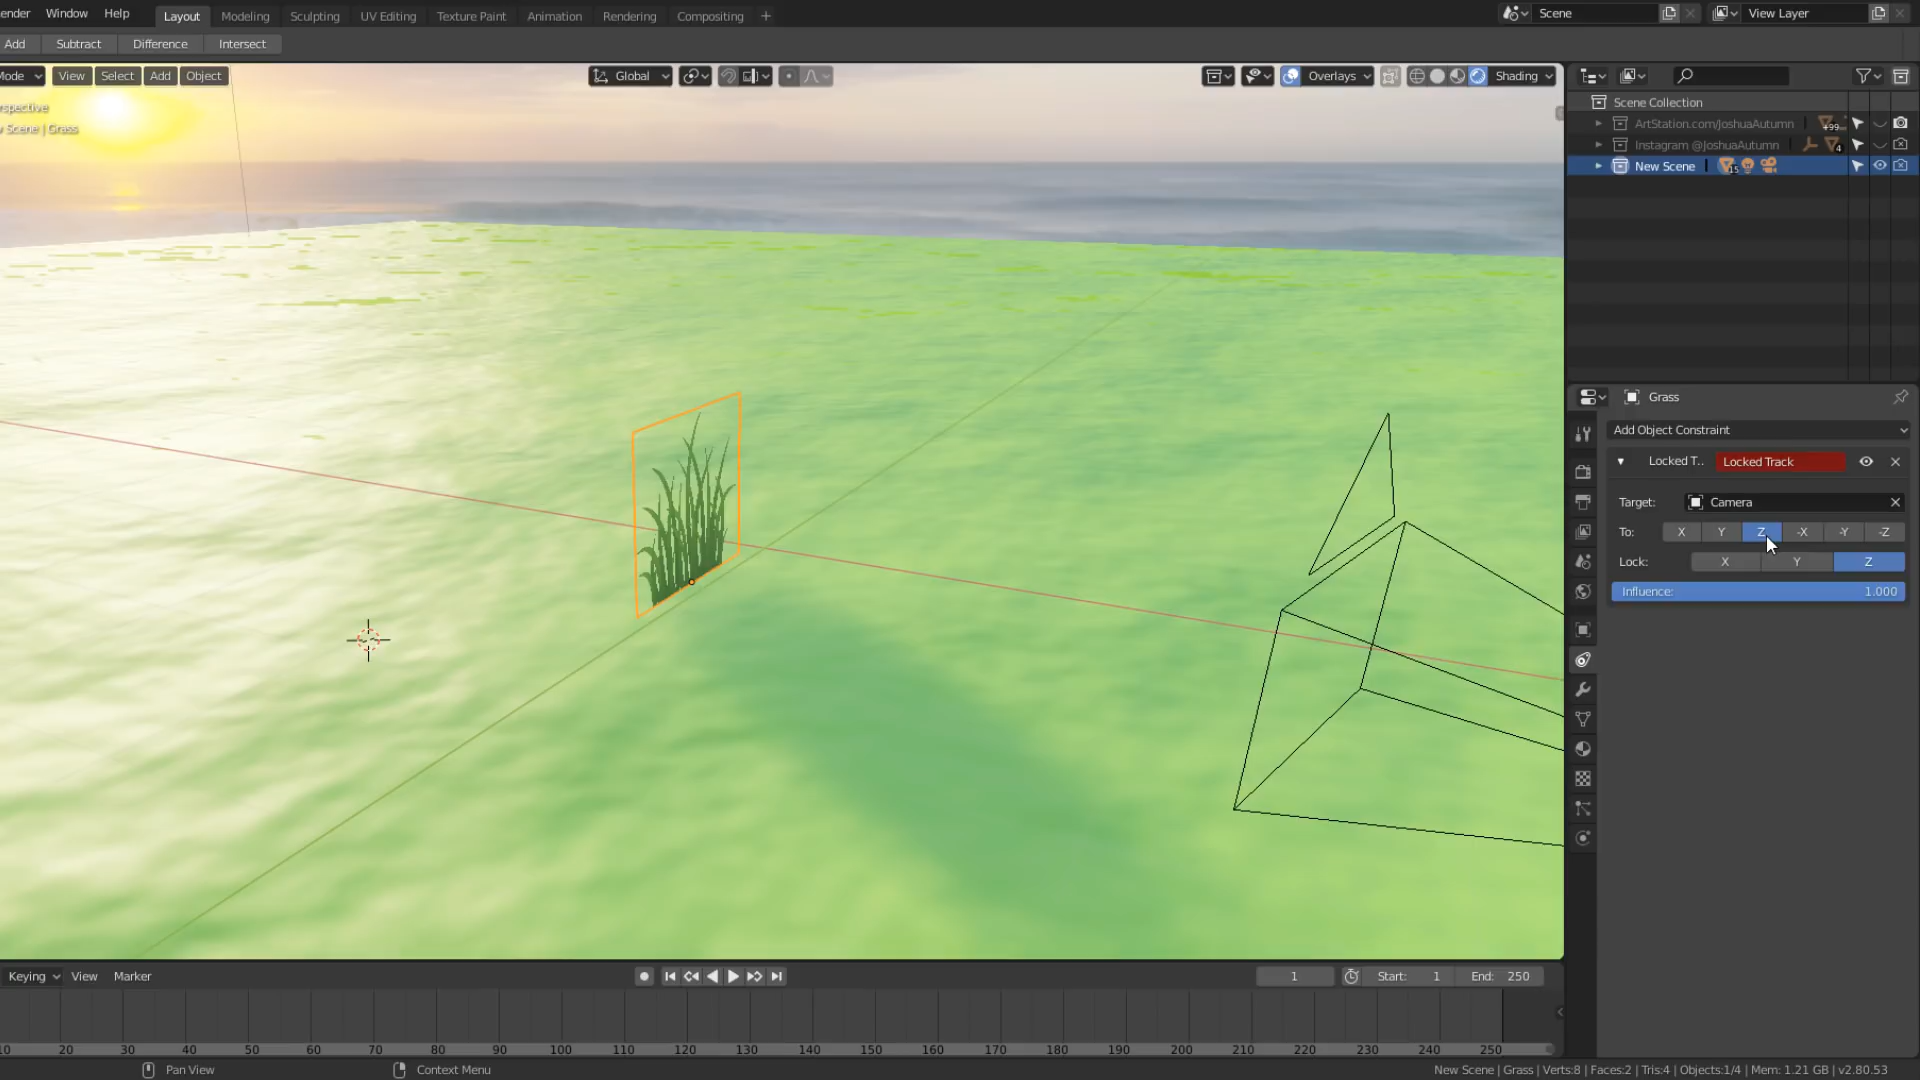 ender Window Help Layout Modeling Sculpting UV Editing Texture Paint Animation Rendering Compositing + Scene View Layer
Add Subtract Difference Intersect
Mode View Select Add Object Global Overlays Shading
rspective
Scene | Grass
Scene Collection
ArtStation.com/JoshuaAutumn +99
Instagram @JoshuaAutumn 4
New Scene 15
Grass
Add Object Constraint
Locked T.. Locked Track
Target: Camera
To: X Y Z -X -Y -Z
Lock: X Y Z
Influence: 1.000
Keying View Marker 1 Start: 1 End: 250
10 20 30 40 50 60 70 80 90 100 110 120 130 140 150 160 170 180 190 200 210 220 230 240 250
Pan View Context Menu New Scene | Grass | Verts:8 | Faces:2 | Tris:4 | Objects:1/4 | Mem: 1.21 GB | v2.80.53